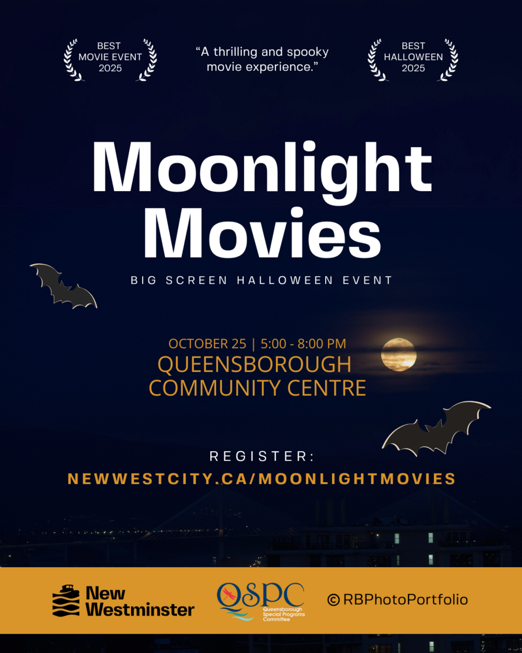 BEST
MOVIE EVENT
2025
“A thrilling and spooky
movie experience.”
BEST
HALLOWEEN
2025
Moonlight
Movies
BIG SCREEN HALLOWEEN EVENT
OCTOBER 25 | 5:00 - 8:00 PM
QUEENSBOROUGH
COMMUNITY CENTRE
REGISTER:
NEWWESTCITY.CA/MOONLIGHTMOVIES
New
Westminster
QSPC
Queensborough
Special Programs
Committee
© RBPhotoPortfolio